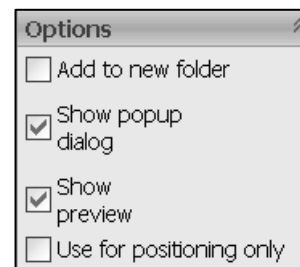 Options
Add to new folder
Show popup
dialog
Show
preview
Use for positioning only